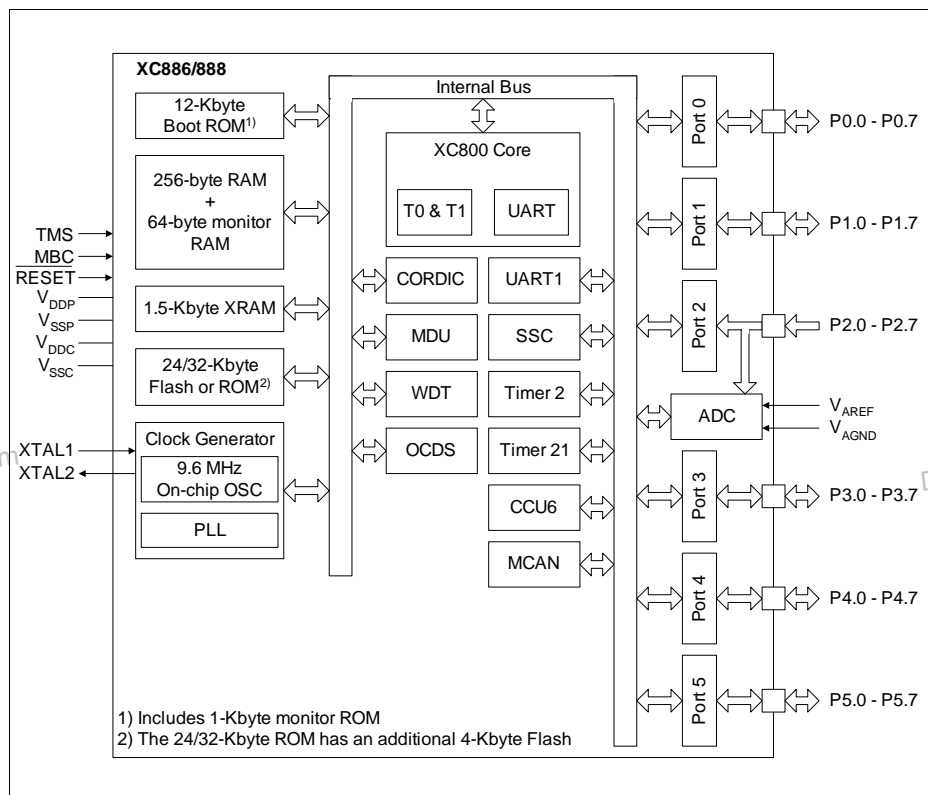 XC886/888
Internal Bus
12-Kbyte
Boot ROM1)
256-byte RAM
+
64-byte monitor
RAM
1.5-Kbyte XRAM
24/32-Kbyte
Flash or ROM2)
Clock Generator
9.6 MHz
On-chip OSC
PLL
TMS
MBC
RESET
VDDP
VSSP
VDDC
VSSC
XTAL1
XTAL2
XC800 Core
T0 & T1
UART
CORDIC
UART1
MDU
SSC
WDT
Timer 2
OCDS
Timer 21
CCU6
MCAN
Port 0
P0.0 - P0.7
Port 1
P1.0 - P1.7
Port 2
P2.0 - P2.7
ADC
VAREF
VAGND
Port 3
P3.0 - P3.7
Port 4
P4.0 - P4.7
Port 5
P5.0 - P5.7
1) Includes 1-Kbyte monitor ROM
2) The 24/32-Kbyte ROM has an additional 4-Kbyte Flash